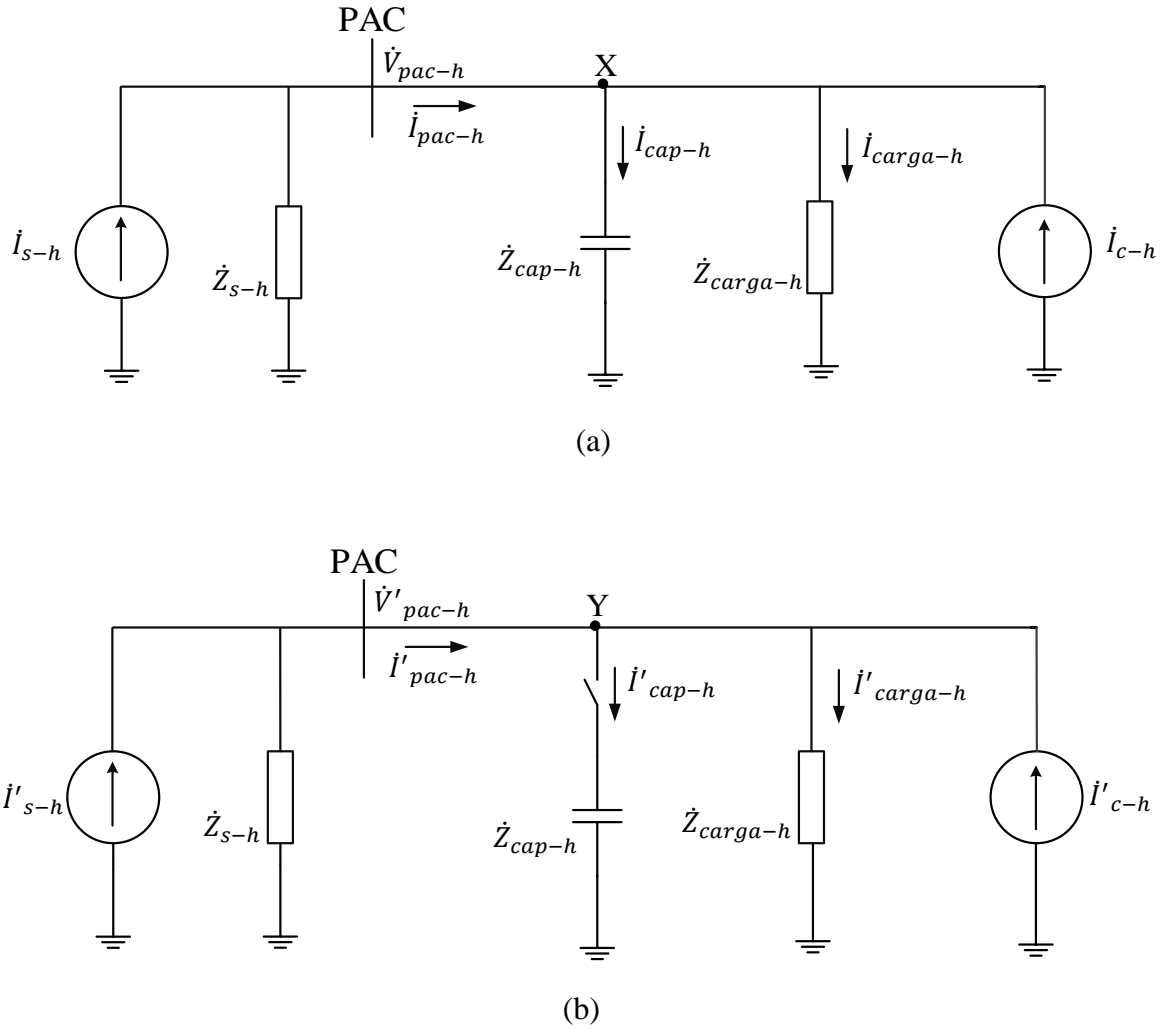 PAC
V̇pac−h
X
İpac−h
İcap−h
İcarga−h
İs−h
Żs−h
Żcap−h
Żcarga−h
İc−h
(a)
PAC
V̇'pac−h
Y
İ'pac−h
İ'cap−h
İ'carga−h
İ's−h
Żs−h
Żcap−h
Żcarga−h
İ'c−h
(b)